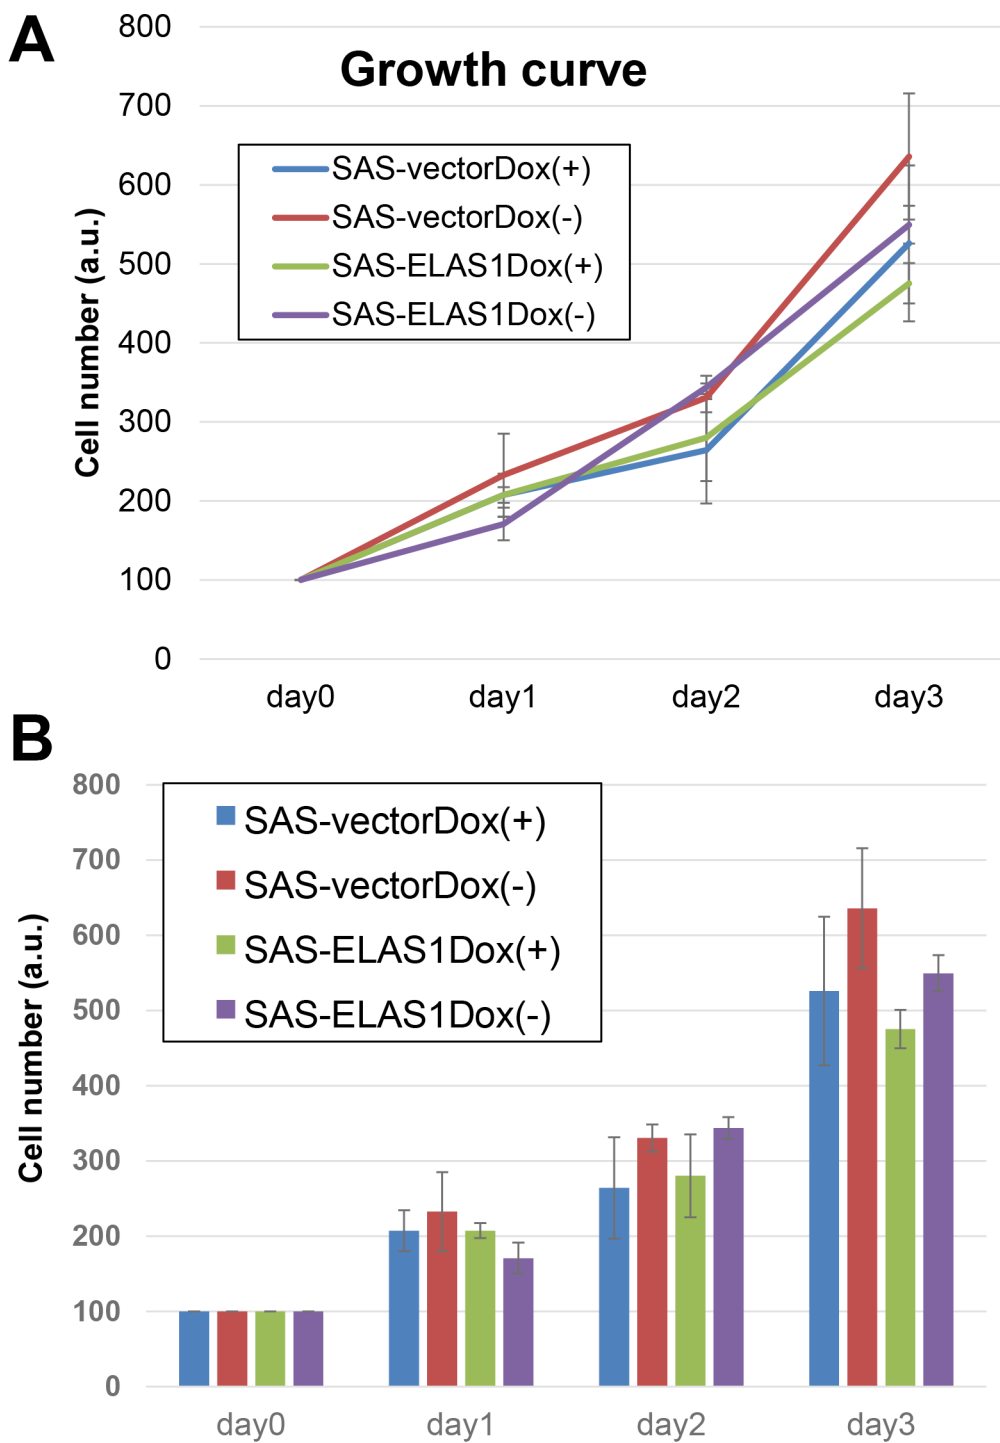 A
Growth curve
Cell number (a.u.)
800
700
600
500
400
300
200
100
0
SAS-vectorDox(+)
SAS-vectorDox(-)
SAS-ELAS1Dox(+)
SAS-ELAS1Dox(-)
day0 day1 day2 day3
B
Cell number (a.u.)
800
700
600
500
400
300
200
100
0
SAS-vectorDox(+)
SAS-vectorDox(-)
SAS-ELAS1Dox(+)
SAS-ELAS1Dox(-)
day0 day1 day2 day3